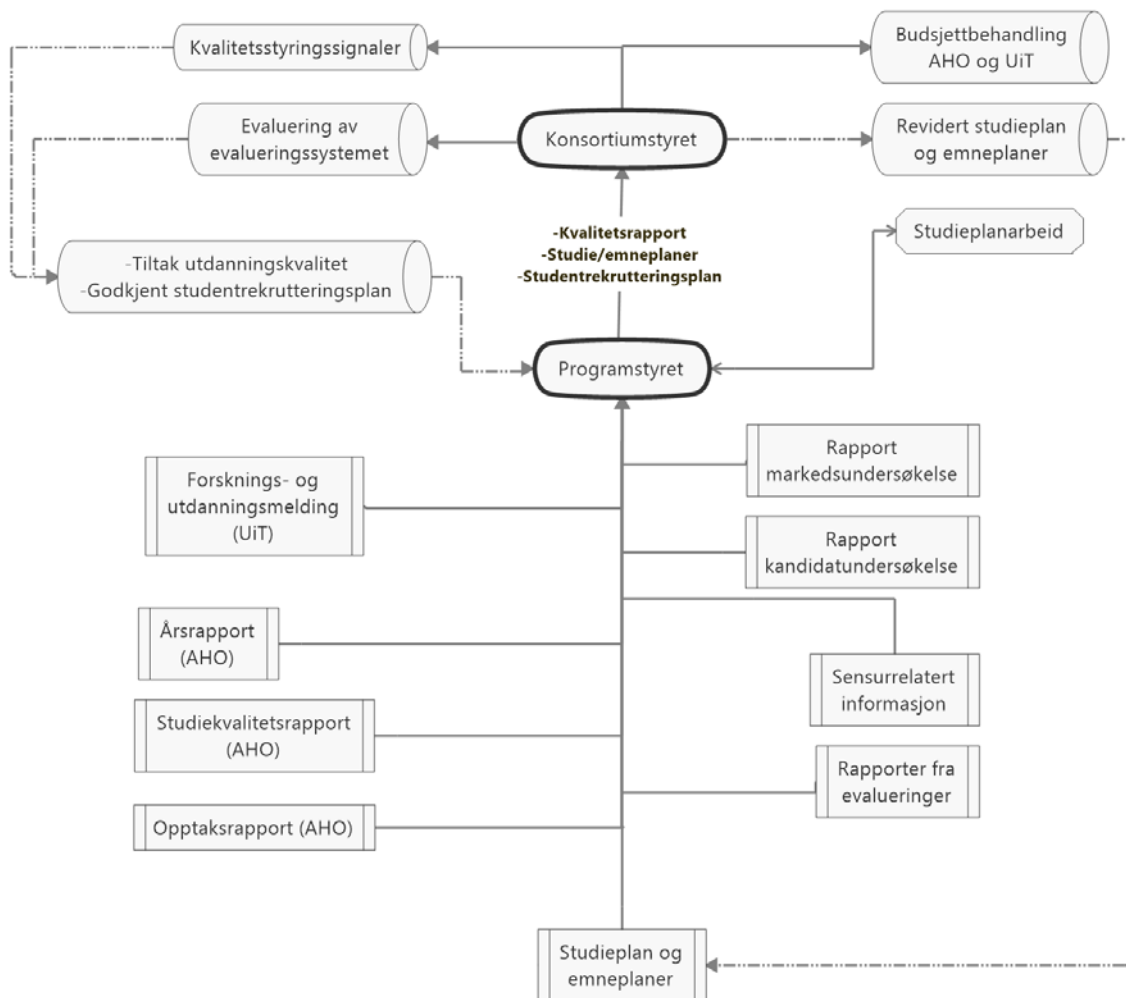 Kvalitetsstyringssignaler
Budsjettbehandling
AHO og UiT
Evaluering av
evalueringssystemet
Konsortiumstyret
Revidert studieplan
og emneplaner
-Kvalitetsrapport
-Studie/emneplaner
-Studentrekrutteringsplan
Studieplanarbeid
-Tiltak utdanningskvalitet
-Godkjent studentrekrutteringsplan
Programstyret
Rapport
markedsundersøkelse
Forsknings- og
utdanningsmelding
(UiT)
Rapport
kandidatundersøkelse
Årsrapport
(AHO)
Sensurrelatert
informasjon
Studiekvalitetsrapport
(AHO)
Rapporter fra
evalueringer
Opptaksrapport (AHO)
Studieplan og
emneplaner